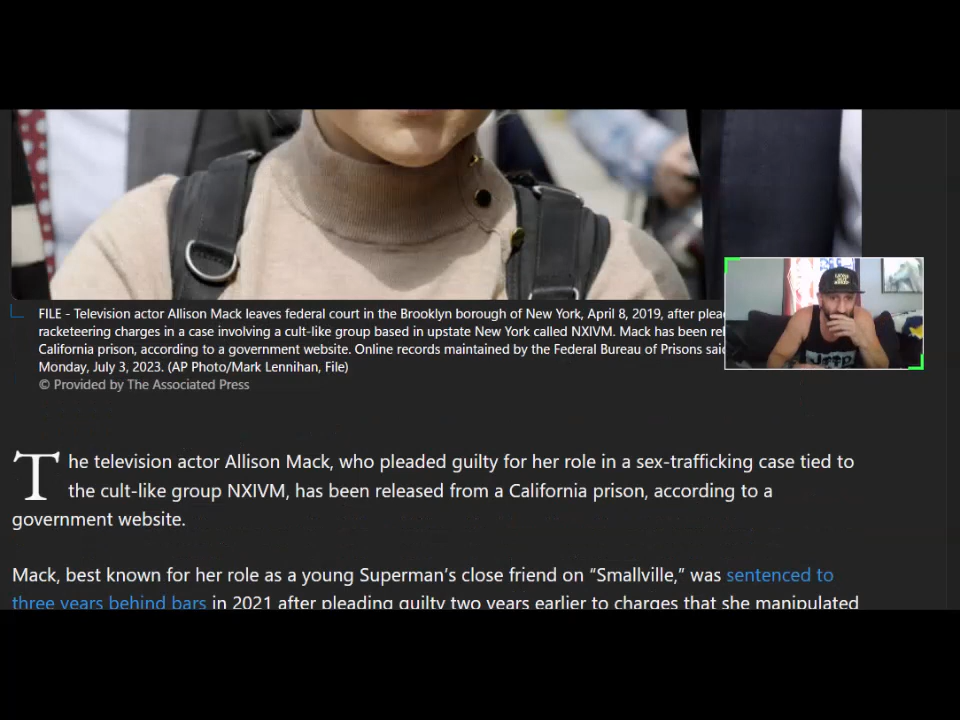 FILE - Television actor Allison Mack leaves federal court in the Brooklyn borough of New York, April 8, 2019, after
racketeering charges in a case involving a cult-like group based in upstate New York called NXIVM. Mack has been
California prison, according to a government website. Online records maintained by the Federal Bureau of Prisons
Monday, July 3, 2023. (AP Photo/Mark Lennihan, File)
© Provided by The Associated Press
The television actor Allison Mack, who pleaded guilty for her role in a sex-trafficking case tied to
the cult-like group NXIVM, has been released from a California prison, according to a
government website.
Mack, best known for her role as a young Superman's close friend on “Smallville,” was sentenced to
three years behind bars in 2021 after pleading guilty two years earlier to charges that she manipulated